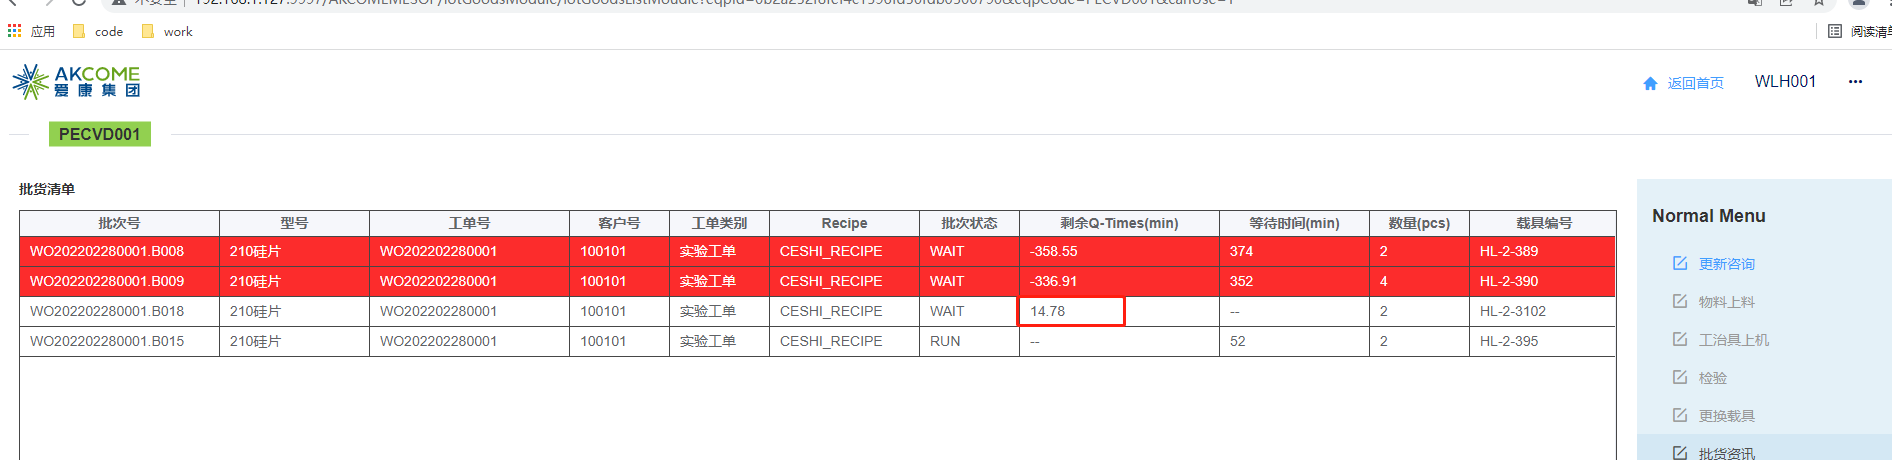 应用 code work 阅读清单
AKCOME
爱康集团
返回首页 WLH001 ···
PECVD001
批货清单
批次号 型号 工单号 客户号 工单类别 Recipe 批次状态 剩余Q-Times(min) 等待时间(min) 数量(pcs) 载具编号
WO202202280001.B008 210硅片 WO202202280001 100101 实验工单 CESHI_RECIPE WAIT -358.55 374 2 HL-2-389
WO202202280001.B009 210硅片 WO202202280001 100101 实验工单 CESHI_RECIPE WAIT -336.91 352 4 HL-2-390
WO202202280001.B018 210硅片 WO202202280001 100101 实验工单 CESHI_RECIPE WAIT 14.78 -- 2 HL-2-3102
WO202202280001.B015 210硅片 WO202202280001 100101 实验工单 CESHI_RECIPE RUN -- 52 2 HL-2-395
Normal Menu
更新咨询
物料上料
工治具上机
检验
更换载具
批货资讯